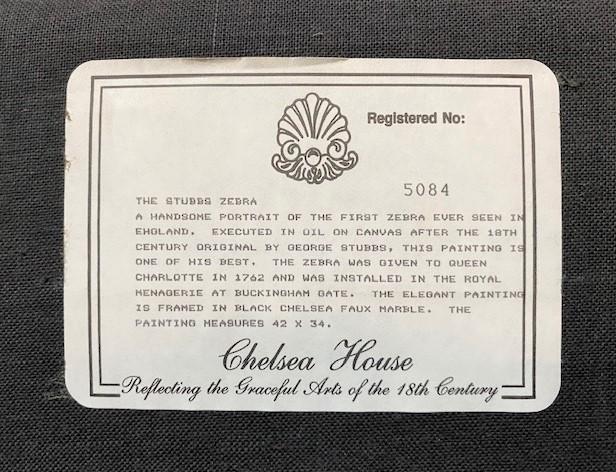 Registered No:
5084
THE STUBBS ZEBRA
A HANDSOME PORTRAIT OF THE FIRST ZEBRA EVER SEEN IN
ENGLAND. EXECUTED IN OIL ON CANVAS AFTER THE 18TH
CENTURY ORIGINAL BY GEORGE STUBBS, THIS PAINTING IS
ONE OF HIS BEST. THE ZEBRA WAS GIVEN TO QUEEN
CHARLOTTE IN 1762 AND WAS INSTALLED IN THE ROYAL
MENAGERIE AT BUCKINGHAM GATE. THE ELEGANT PAINTING
IS FRAMED IN BLACK CHELSEA FAUX MARBLE. THE
PAINTING MEASURES 42 X 34.
Chelsea House
Reflecting the Graceful Arts of the 18th Century